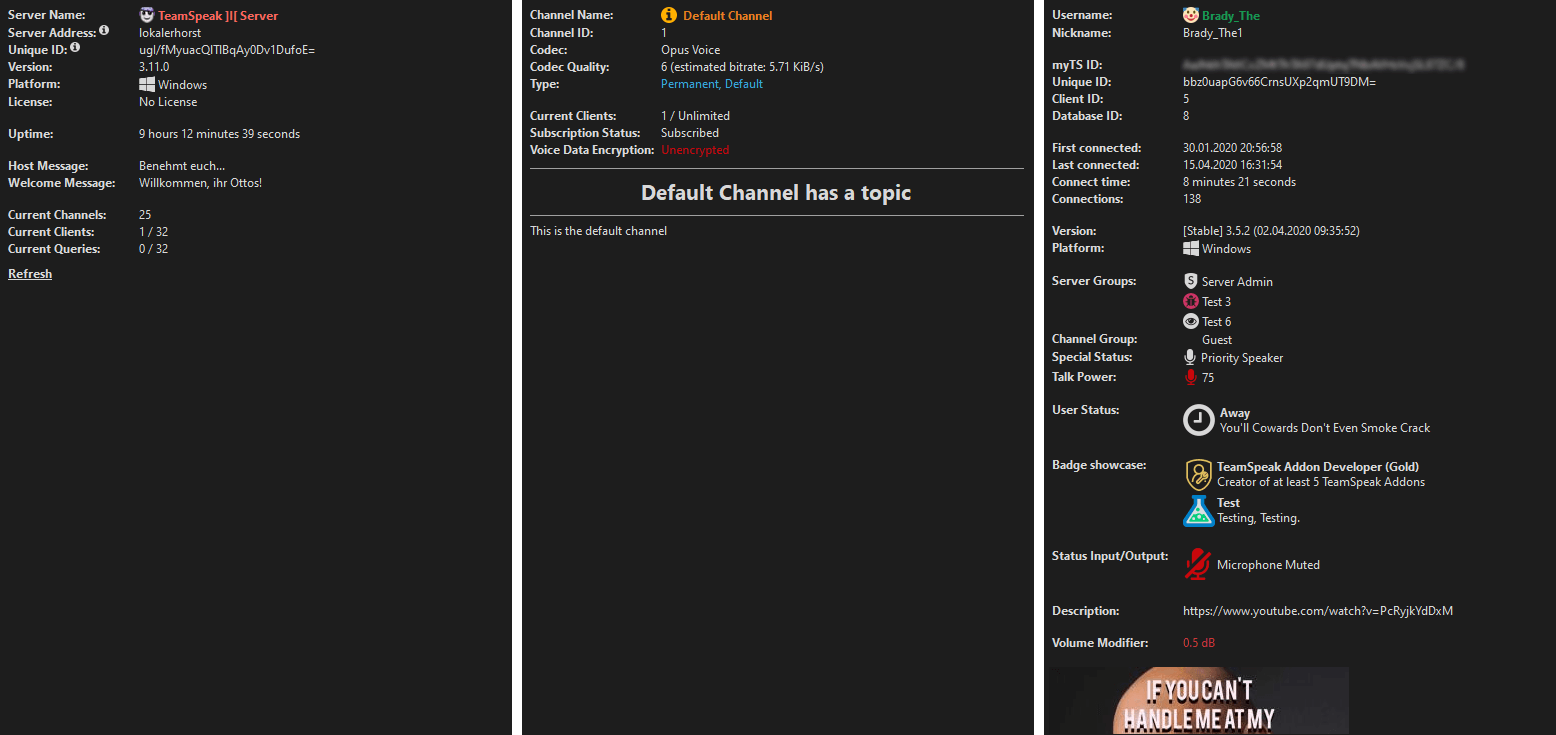 Server Name: TeamSpeak ]I[ Server
Server Address: lokalerhorst
Unique ID: ugl/fMyuacQITlBqAy0Dv1DufoE=
Version: 3.11.0
Platform: Windows
License: No License
Uptime: 9 hours 12 minutes 39 seconds
Host Message: Benehmt euch...
Welcome Message: Willkommen, ihr Ottos!
Current Channels: 25
Current Clients: 1 / 32
Current Queries: 0 / 32
Refresh
Channel Name: Default Channel
Channel ID: 1
Codec: Opus Voice
Codec Quality: 6 (estimated bitrate: 5.71 KiB/s)
Type: Permanent, Default
Current Clients: 1 / Unlimited
Subscription Status: Subscribed
Voice Data Encryption: Unencrypted
Default Channel has a topic
This is the default channel
Username: Brady_The
Nickname: Brady_The1
myTS ID:
Unique ID: bbz0uapG6v66CrnsUXp2qmUT9DM=
Client ID: 5
Database ID: 8
First connected: 30.01.2020 20:56:58
Last connected: 15.04.2020 16:31:54
Connect time: 8 minutes 21 seconds
Connections: 138
Version: [Stable] 3.5.2 (02.04.2020 09:35:52)
Platform: Windows
Server Groups: Server Admin
Test 3
Test 6
Channel Group: Guest
Special Status: Priority Speaker
Talk Power: 75
User Status: Away
You'll Cowards Don't Even Smoke Crack
Badge showcase: TeamSpeak Addon Developer (Gold)
Creator of at least 5 TeamSpeak Addons
Test
Testing, Testing.
Status Input/Output: Microphone Muted
Description: https://www.youtube.com/watch?v=PcRyjkYdDxM
Volume Modifier: 0.5 dB
IF YOU CAN'T
HANDLE ME AT MY